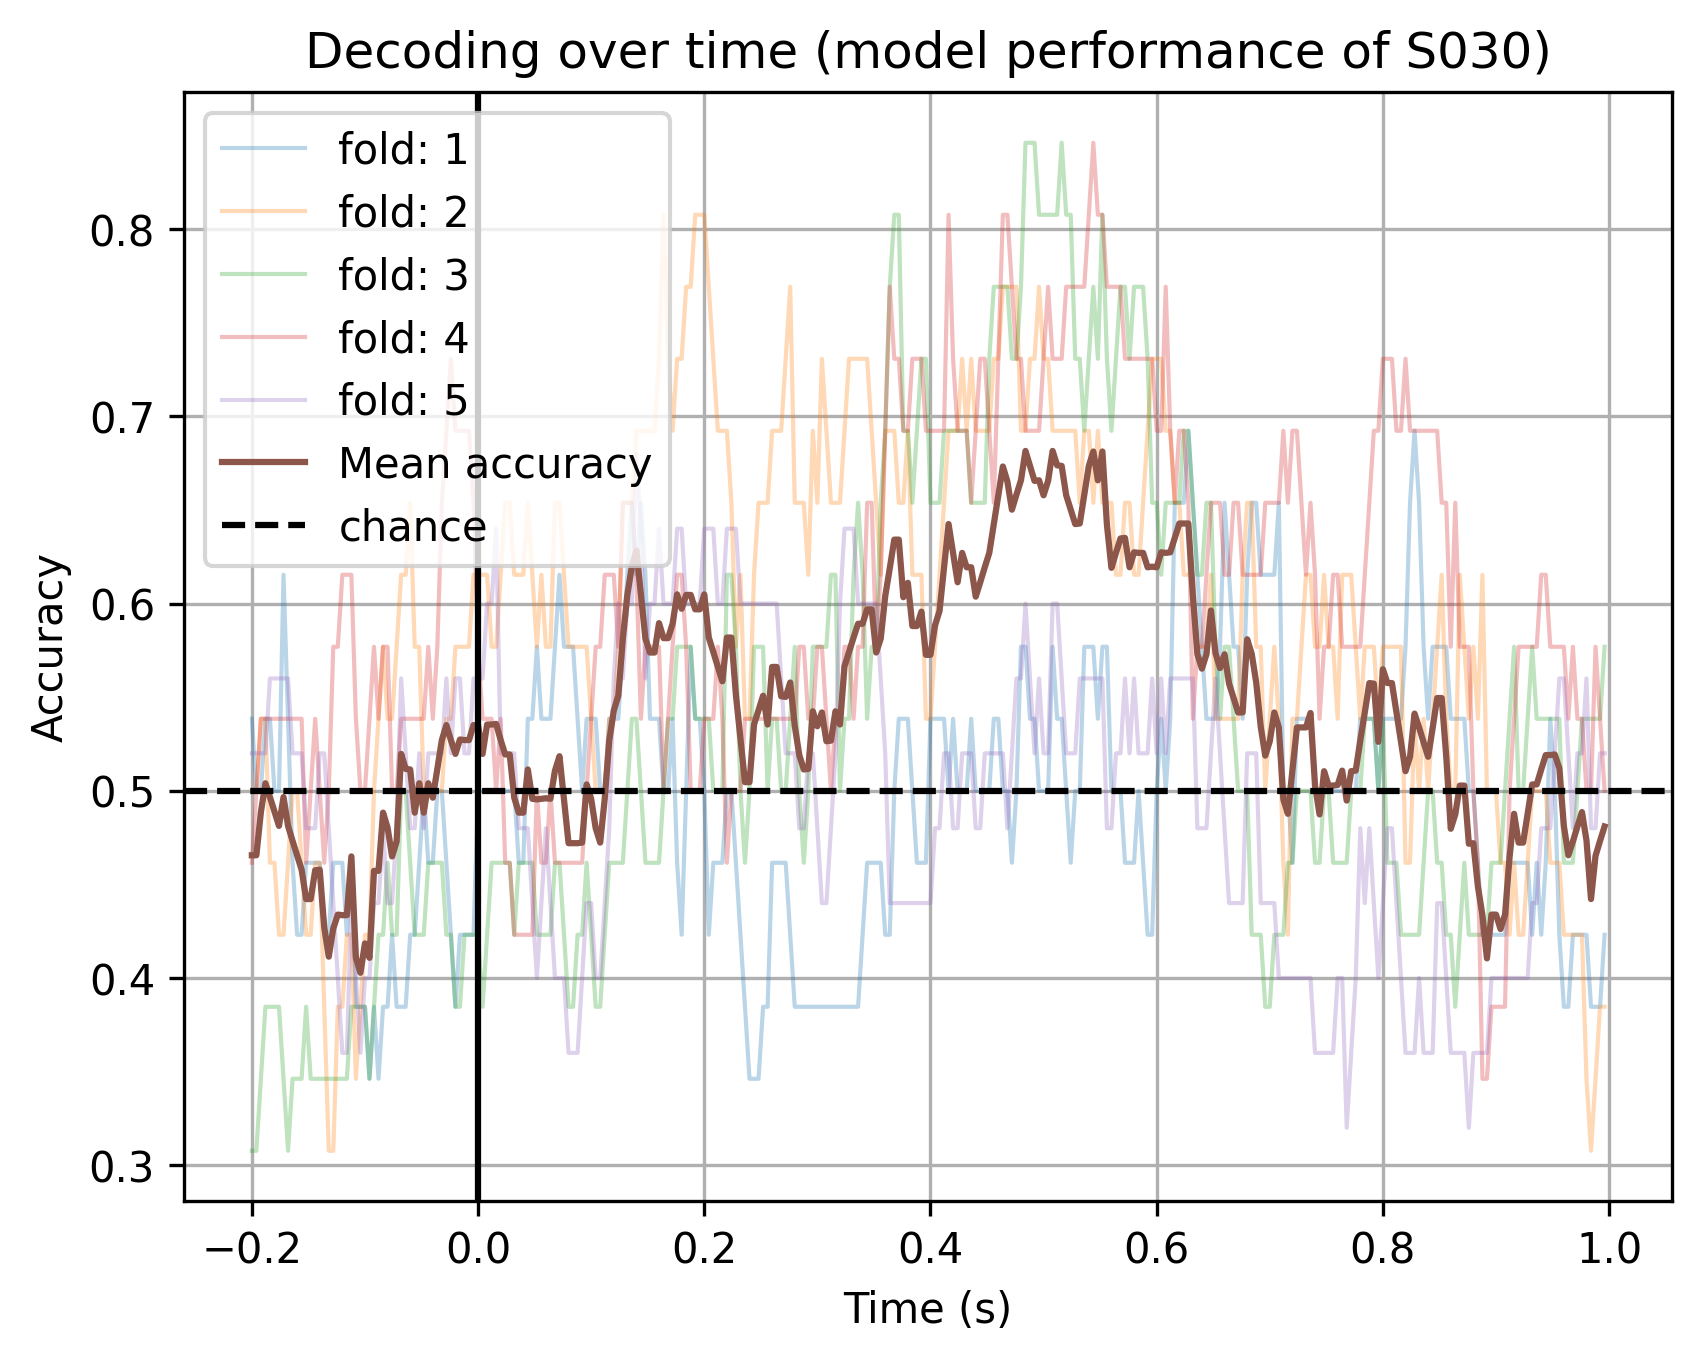 Decoding over time (model performance of S030)
fold: 1
fold: 2
fold: 3
fold: 4
fold: 5
Mean accuracy
chance
Accuracy
0.8
0.7
0.6
0.5
0.4
0.3
−0.2 0.0 0.2 0.4 0.6 0.8 1.0
Time (s)